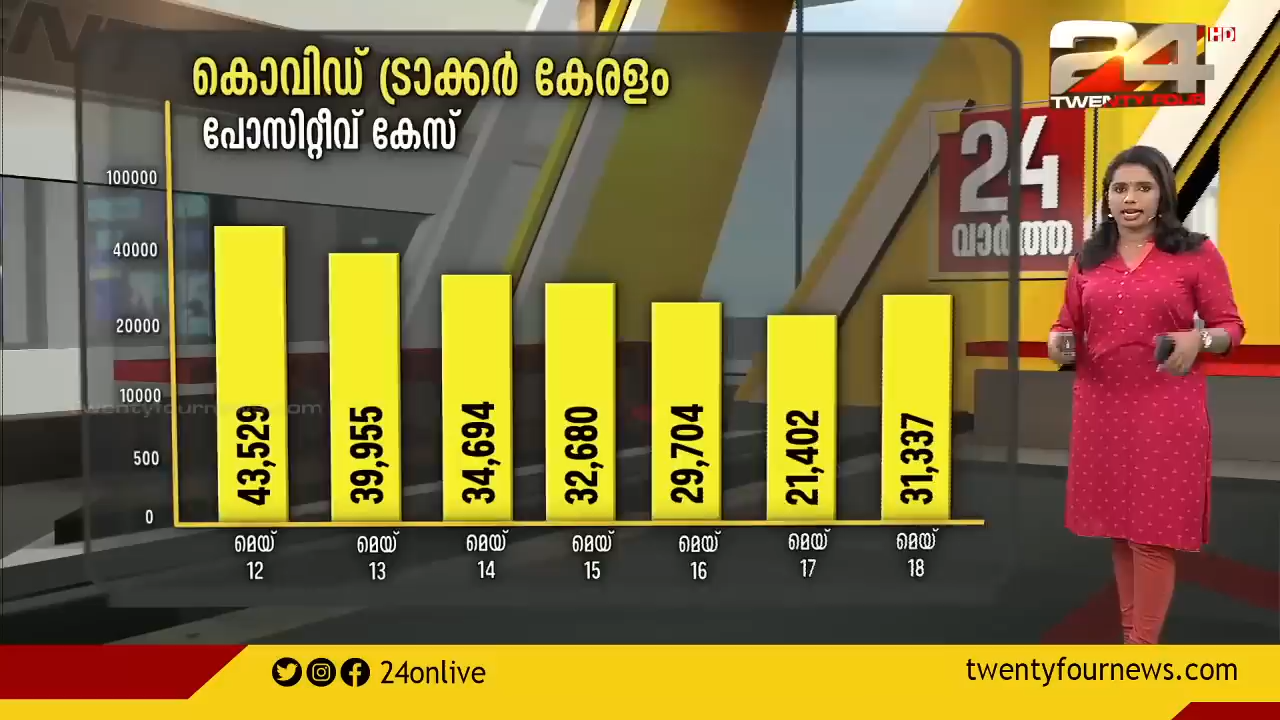 കൊവിഡ് ട്രാക്കർ കേരളം
പോസിറ്റീവ് കേസ്
24 HD
TWENTY FOUR
24
വാർത്ത
100000
40000
20000
10000
500
0
43,529
39,955
34,694
32,680
29,704
21,402
31,337
മെയ് 12
മെയ് 13
മെയ് 14
മെയ് 15
മെയ് 16
മെയ് 17
മെയ് 18
twentyfournews.com
24onlive
twentyfournews.com